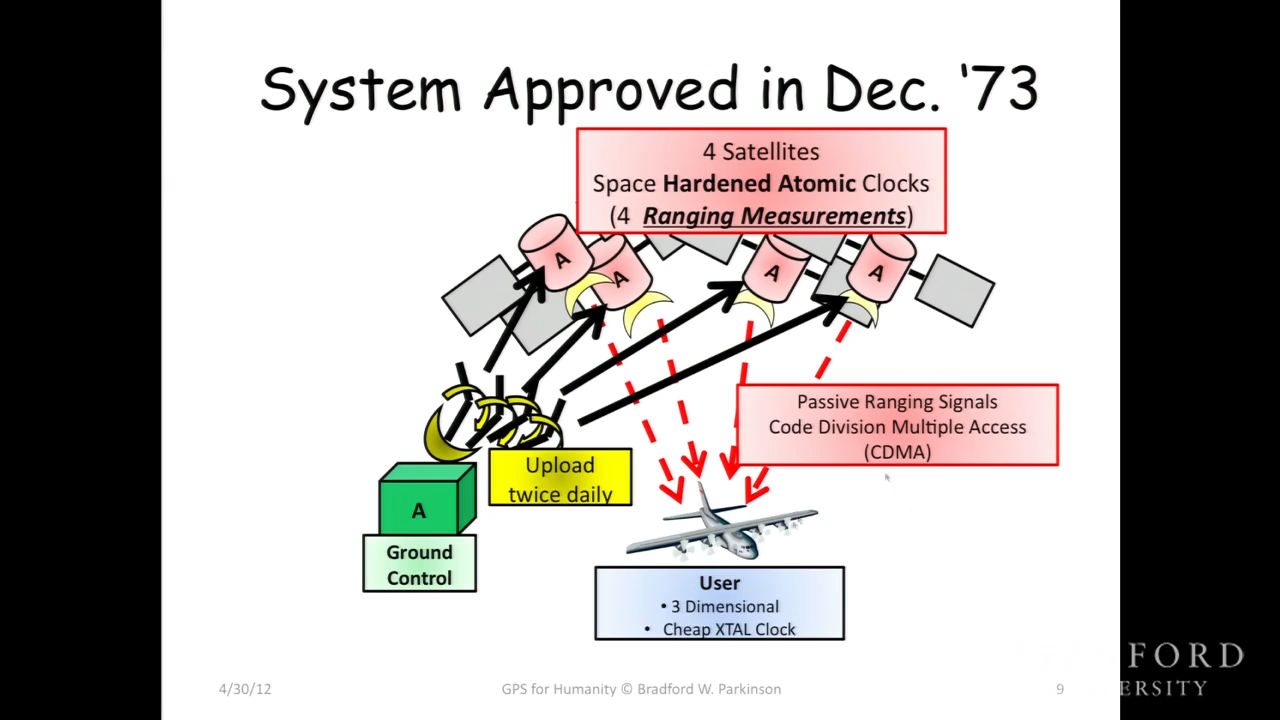 System Approved in Dec. ‘73
4 Satellites
Space Hardened Atomic Clocks
(4 Ranging Measurements)
A
A
A
A
Passive Ranging Signals
Code Division Multiple Access
(CDMA)
Upload
twice daily
A
Ground
Control
User
• 3 Dimensional
• Cheap XTAL Clock
4/30/12
GPS for Humanity © Bradford W. Parkinson
9
FORD
ERSITY